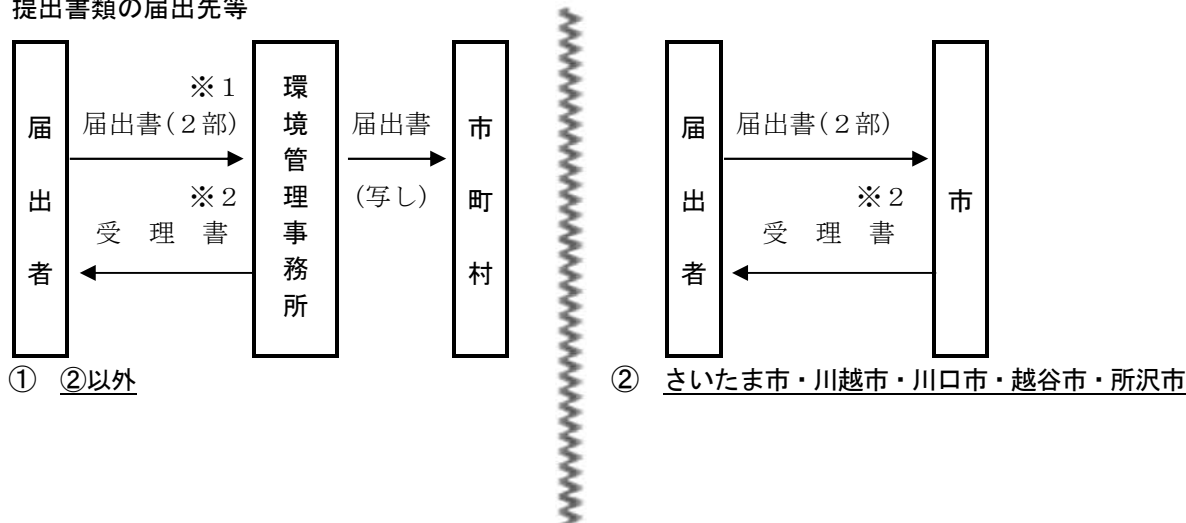 提出書類の届出先等
届出者
※1
届出書(2部)
※2
受理書
環境管理事務所
届出書
(写し)
市町村
① ②以外
届出者
届出書(2部)
※2
受理書
市
② さいたま市・川越市・川口市・越谷市・所沢市